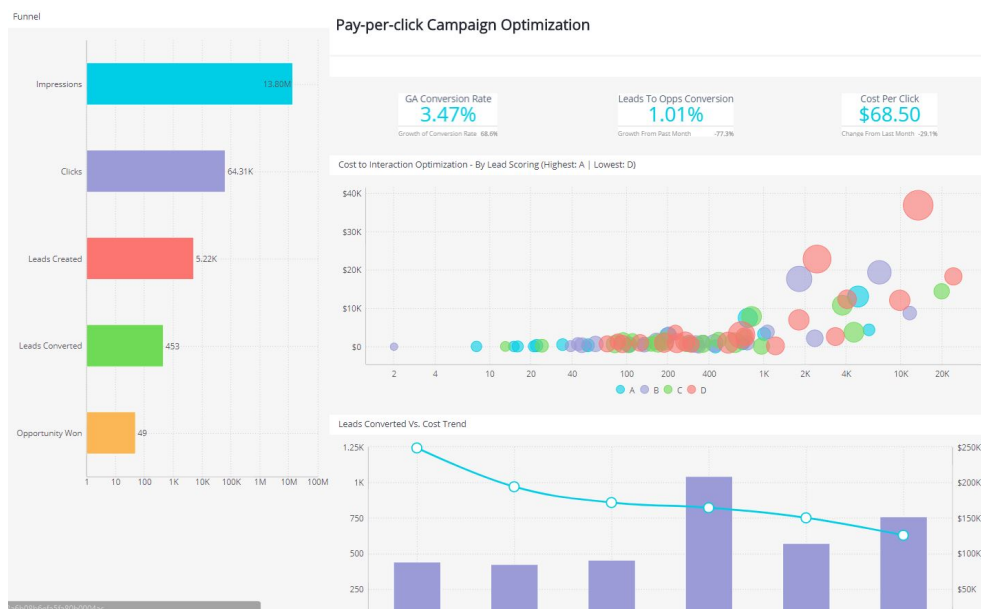 Funnel
Impressions
13.80M
Clicks
64.31K
Leads Created
5.22K
Leads Converted
453
Opportunity Won
49
1 10 100 1K 10K 100K 1M 10M 100M
Pay-per-click Campaign Optimization
GA Conversion Rate
3.47%
Growth of Conversion Rate 68.6%
Leads To Opps Conversion
1.01%
Growth From Past Month -77.3%
Cost Per Click
$68.50
Change From Last Month -29.1%
Cost to Interaction Optimization - By Lead Scoring (Highest: A | Lowest: D)
$40K
$30K
$20K
$10K
$0
2 4 10 20 40 100 200 400 1K 2K 4K 10K 20K
A B C D
Leads Converted Vs. Cost Trend
1.25K $250K
1K $200K
750 $150K
500 $100K
250 $50K